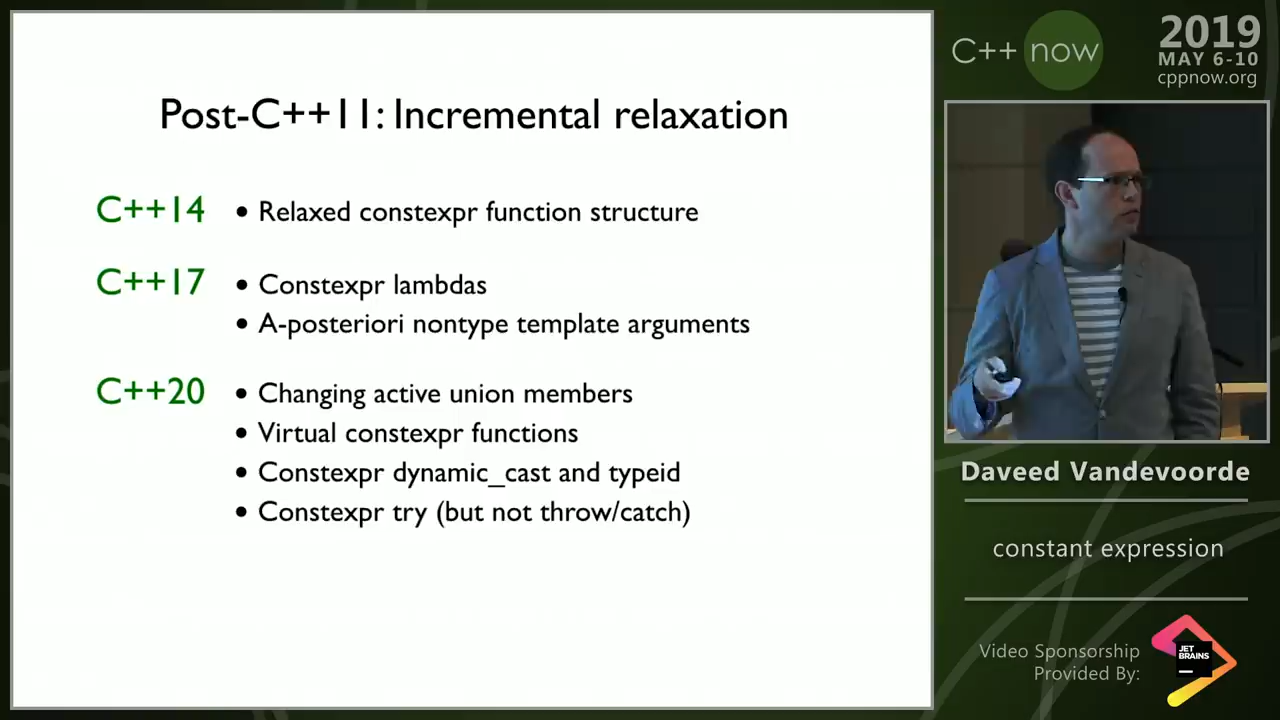 Post-C++11: Incremental relaxation
C++14 • Relaxed constexpr function structure
C++17 • Constexpr lambdas
• A-posteriori nontype template arguments
C++20 • Changing active union members
• Virtual constexpr functions
• Constexpr dynamic_cast and typeid
• Constexpr try (but not throw/catch)
C++ now
2019
MAY 6-10
cppnow.org
Daveed Vandevoorde
constant expression
Video Sponsorship
Provided By:
JET
BRAINS